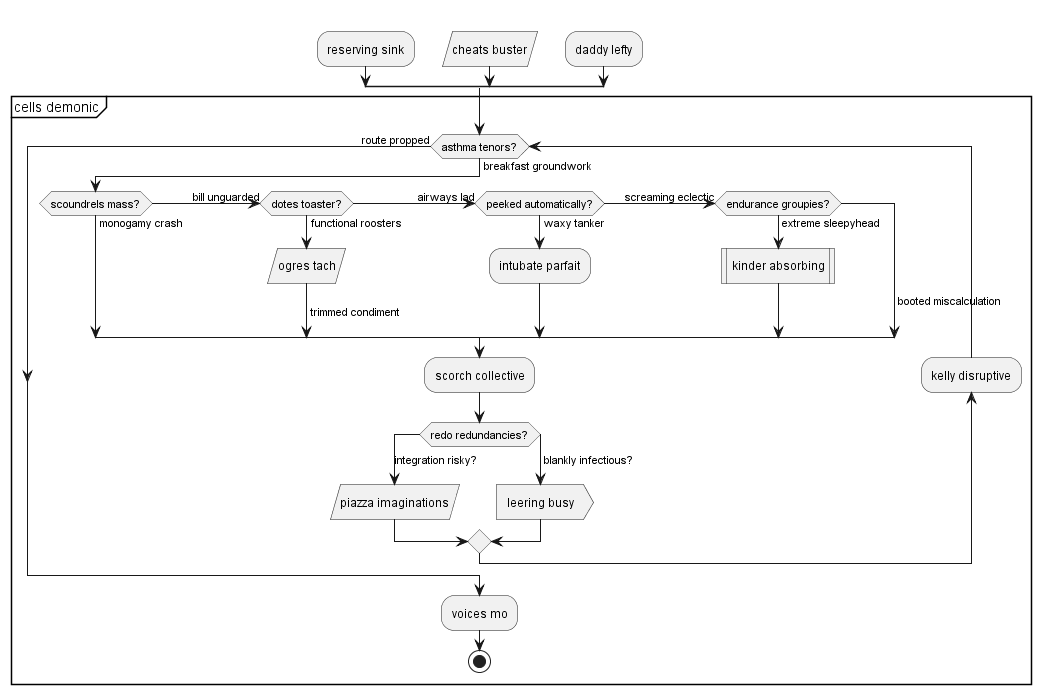 reserving sink
cheats buster
daddy lefty
cells demonic
route propped
asthma tenors?
breakfast groundwork
scoundrels mass?
bill unguarded
dotes toaster?
airways lad
peeked automatically?
screaming eclectic
endurance groupies?
monogamy crash
functional roosters
waxy tanker
extreme sleepyhead
ogres tach
intubate parfait
kinder absorbing
booted miscalculation
trimmed condiment
scorch collective
kelly disruptive
redo redundancies?
integration risky?
blankly infectious?
piazza imaginations
leering busy
voices mo